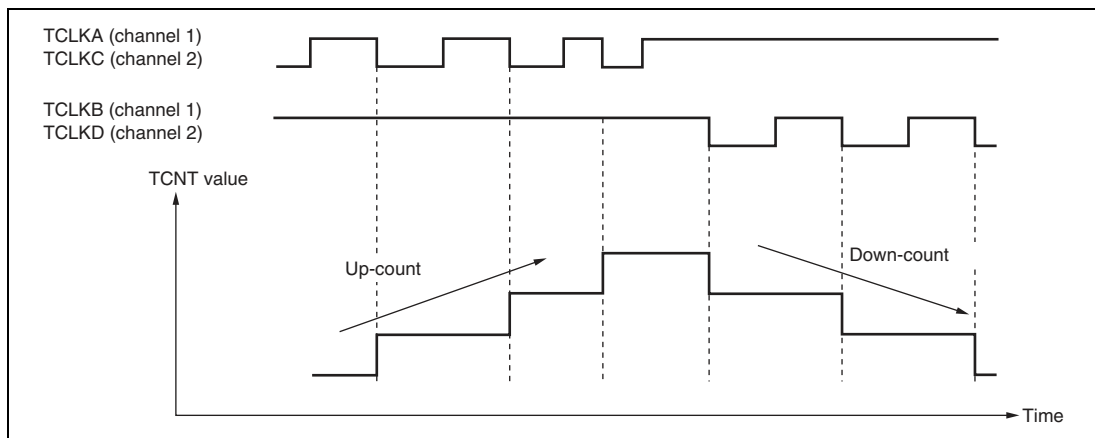 TCLKA (channel 1)
TCLKC (channel 2)
TCLKB (channel 1)
TCLKD (channel 2)
TCNT value
Up-count
Down-count
Time